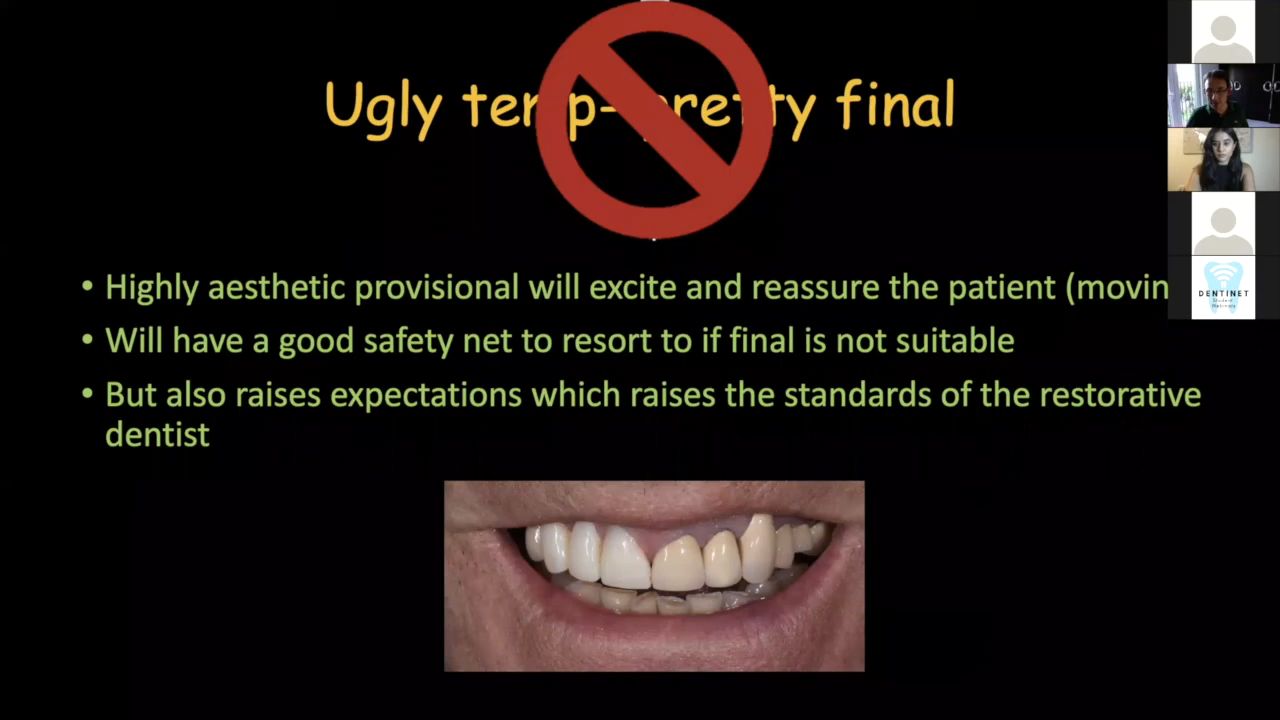 Ugly temp-pretty final
• Highly aesthetic provisional will excite and reassure the patient (movin
• Will have a good safety net to resort to if final is not suitable
• But also raises expectations which raises the standards of the restorative
dentist
DENTINET
Student
Webinars